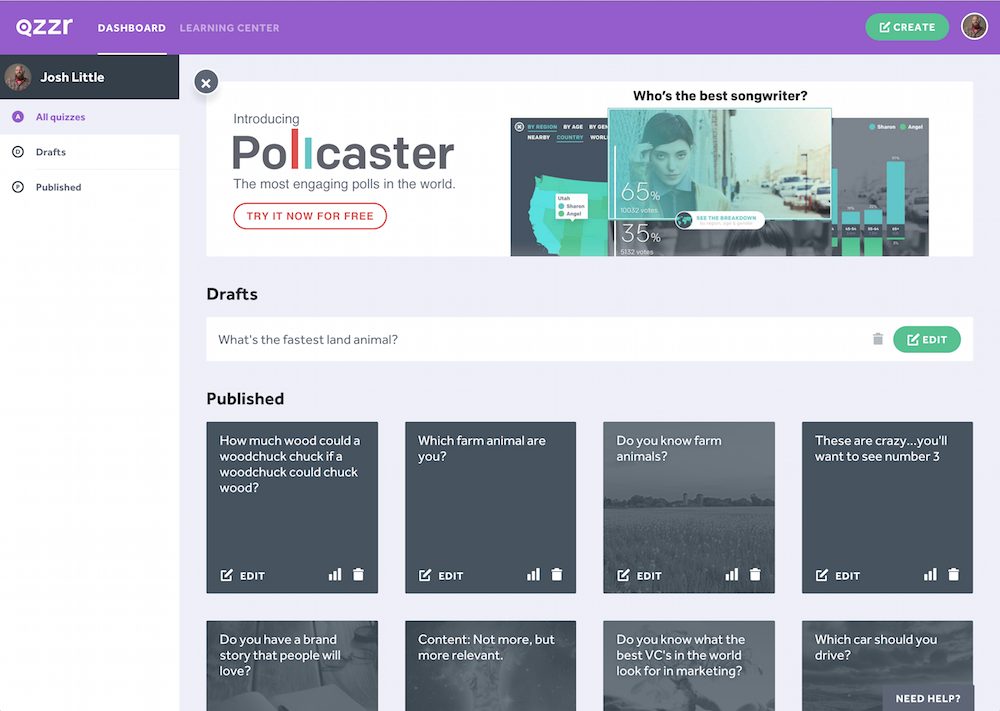 qzzr
DASHBOARD
LEARNING CENTER
CREATE
Josh Little
A All quizzes
D Drafts
P Published
Introducing
Pollcaster
The most engaging polls in the world.
TRY IT NOW FOR FREE
Who's the best songwriter?
BY REGION BY AGE BY GEN
NEARBY COUNTRY WORL
Utah
Sharon
Angel
65%
10032 votes
35%
5132 votes
SEE THE BREAKDOWN
Sharon Angel
45-54 55-64 65+
Drafts
What's the fastest land animal?
EDIT
Published
How much wood could a
woodchuck chuck if a
woodchuck could chuck
wood?
EDIT
Which farm animal are
you?
EDIT
Do you know farm
animals?
EDIT
These are crazy...you'll
want to see number 3
EDIT
Do you have a brand
story that people will
love?
Content: Not more, but
more relevant.
Do you know what the
best VC's in the world
look for in marketing?
Which car should you
drive?
NEED HELP?